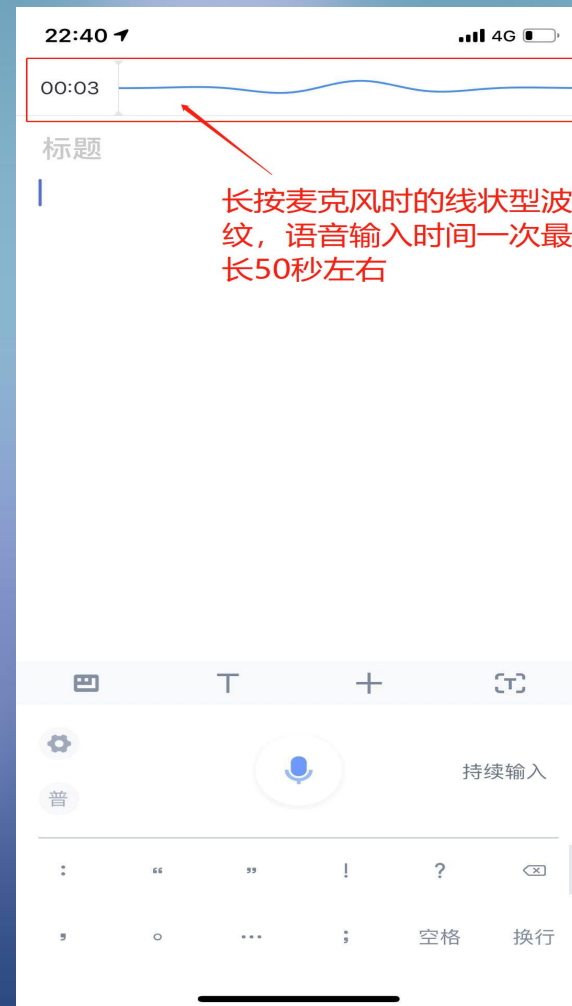 22:40
4G
00:03
标题
长按麦克风时的线状型波
纹，语音输入时间一次最
长50秒左右
普
持续输入
： “ ” ！ ？
， 。 … ； 空格 换行